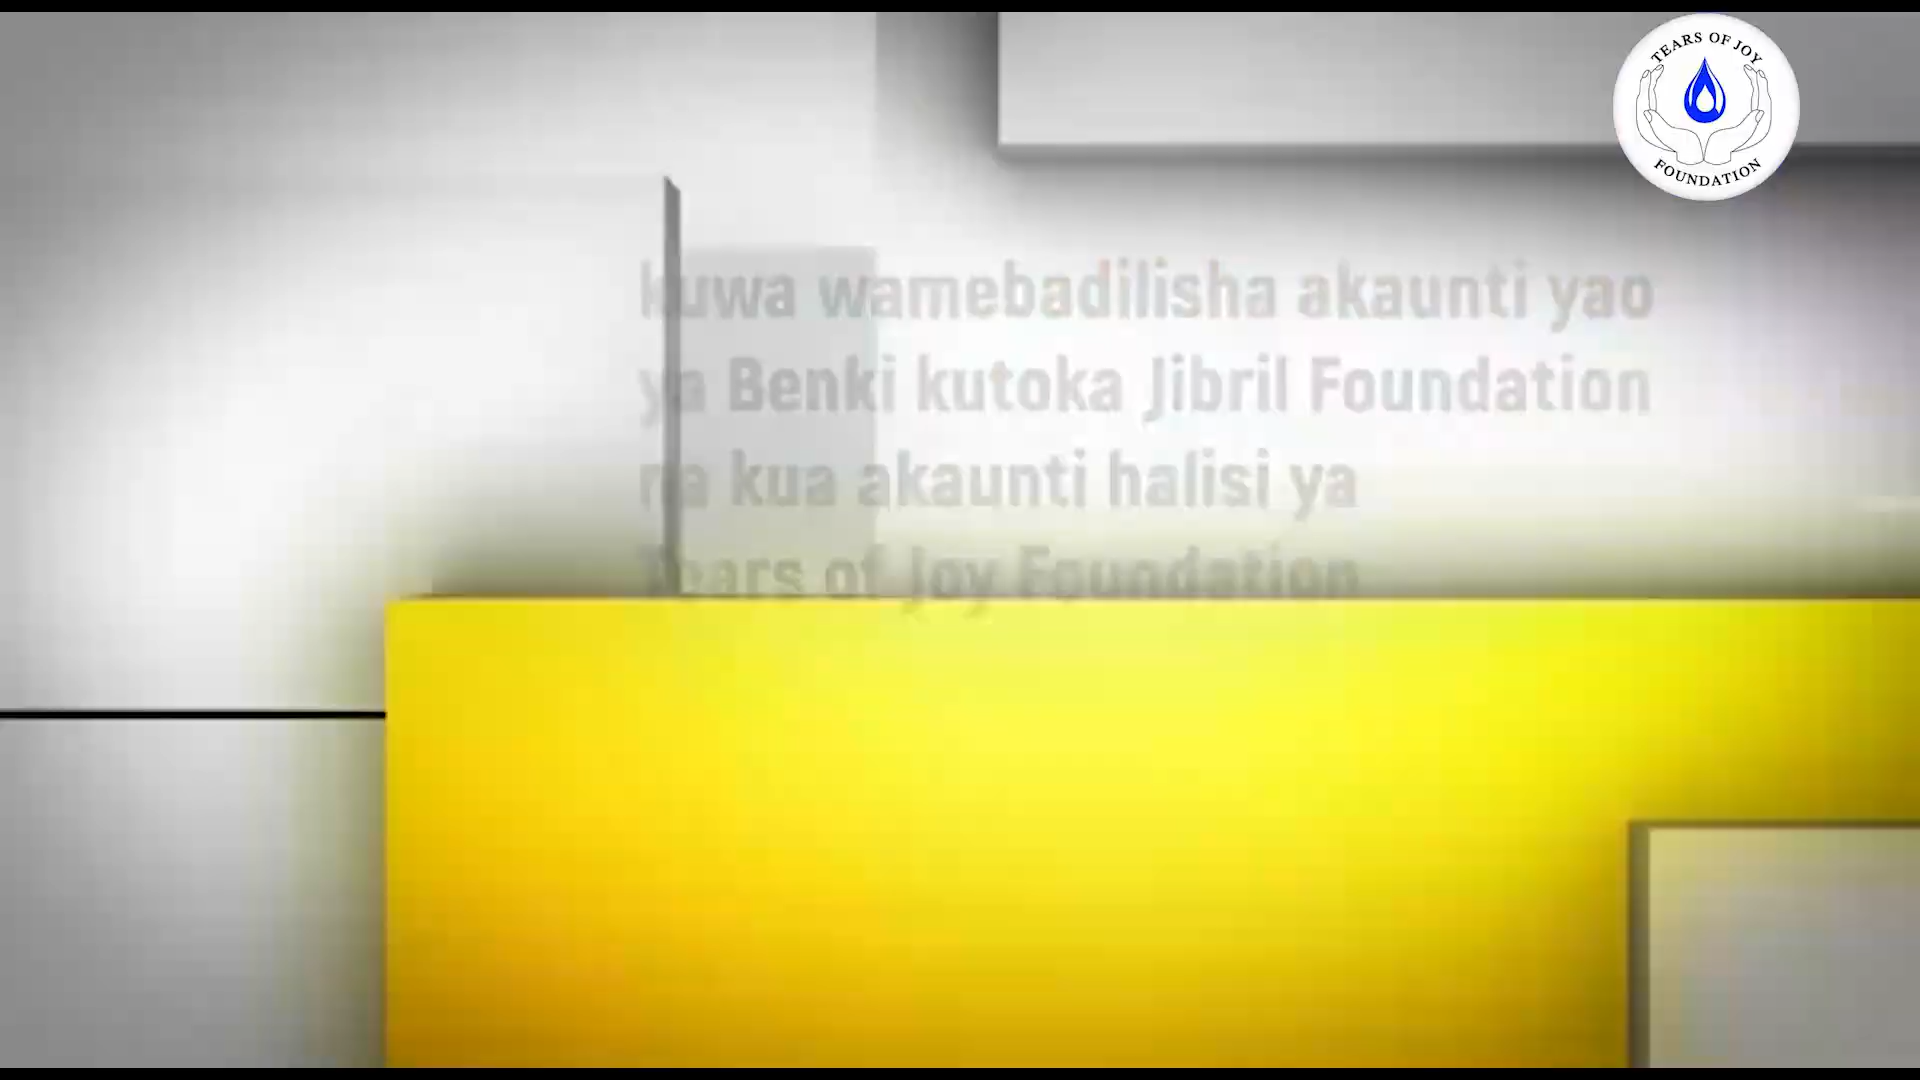 TEARS OF JOY
FOUNDATION
kuwa wamebadilisha akaunti yao
ya Benki kutoka Jibril Foundation
na kua akaunti halisi ya
Tears of Joy Foundation